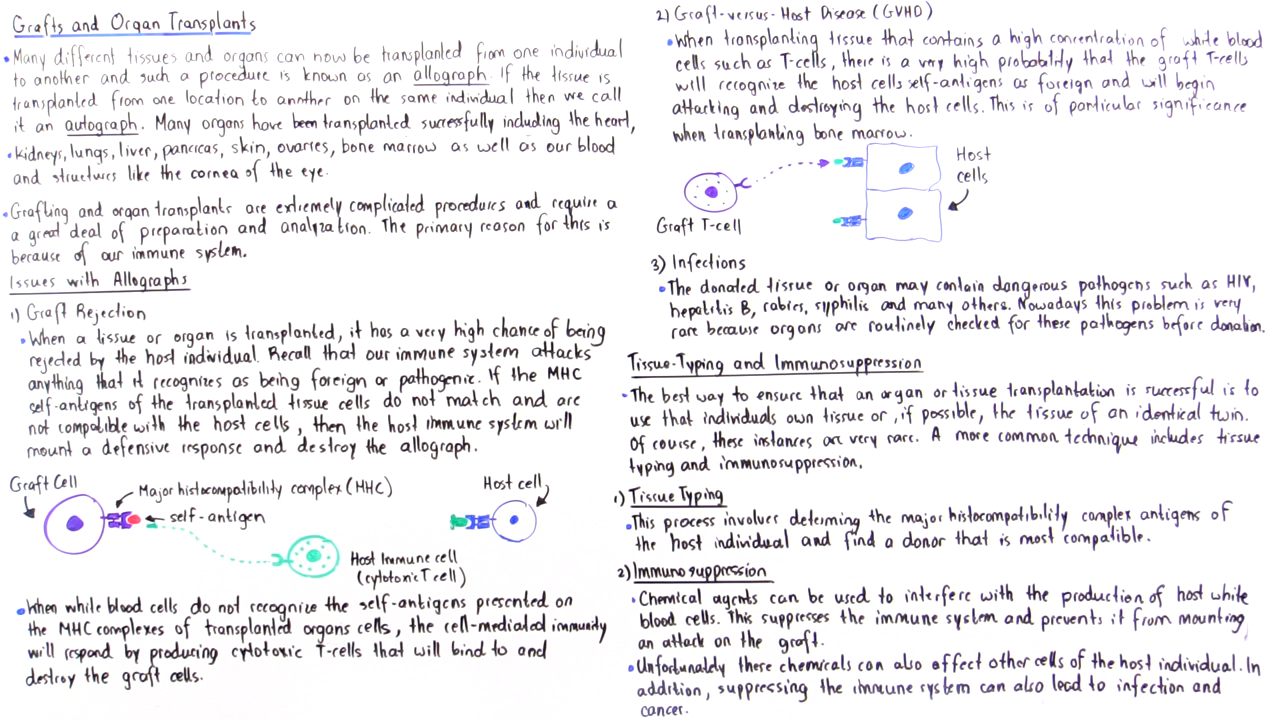 Grafts and Organ Transplants
• Many different tissues and organs can now be transplanted from one individual
to another and such a procedure is known as an allograph. If the tissue is
transplanted from one location to another on the same individual then we call
it an autograph. Many organs have been transplanted successfully including the heart,
• kidneys, lungs, liver, pancreas, skin, ovaries, bone marrow as well as our blood
and structures like the cornea of the eye.
• Grafting and organ transplants are extremely complicated procedures and require a
a great deal of preparation and analyzation. The primary reason for this is
because of our immune system.
Issues with Allographs
1) Graft Rejection
• When a tissue or organ is transplanted, it has a very high chance of being
rejected by the host individual. Recall that our immune system attacks
anything that it recognizes as being foreign or pathogenic. If the MHC
self-antigens of the transplanted tissue cells do not match and are
not compatible with the host cells, then the host immune system will
mount a defensive response and destroy the allograph.
Graft Cell
Major histocompatibility complex (MHC)
self-antigen
Host cell
Host Immune cell
(cytotoxic T cell)
• When while blood cells do not recognize the self-antigens presented on
the MHC complexes of transplanted organs cells, the cell-mediated immunity
will respond by producing cytotoxic T-cells that will bind to and
destroy the graft cells.
2) Graft-versus-Host Disease (GVHD)
• When transplanting tissue that contains a high concentration of white blood
cells such as T-cells, there is a very high probability that the graft T-cells
will recognize the host cells self-antigens as foreign and will begin
attacking and destroying the host cells. This is of particular significance
when transplanting bone marrow.
Host
cells
Graft T-cell
3) Infections
• The donated tissue or organ may contain dangerous pathogens such as HIV,
hepatitis B, rabies, syphilis and many others. Nowadays this problem is very
rare because organs are routinely checked for these pathogens before donation.
Tissue-Typing and Immunosuppression
• The best way to ensure that an organ or tissue transplantation is successful is to
use that individuals own tissue or, if possible, the tissue of an identical twin.
Of course, these instances are very rare. A more common technique includes tissue
typing and immunosuppression.
1) Tissue Typing
• This process involves determing the major histocompatibility complex antigens of
the host individual and find a donor that is most compatible.
2) Immunosuppression
• Chemical agents can be used to interfere with the production of host white
blood cells. This suppresses the immune system and prevents it from mounting
an attack on the graft.
• Unfortunately these chemicals can also affect other cells of the host individual. In
addition, suppressing the immune system can also lead to infection and
cancer.